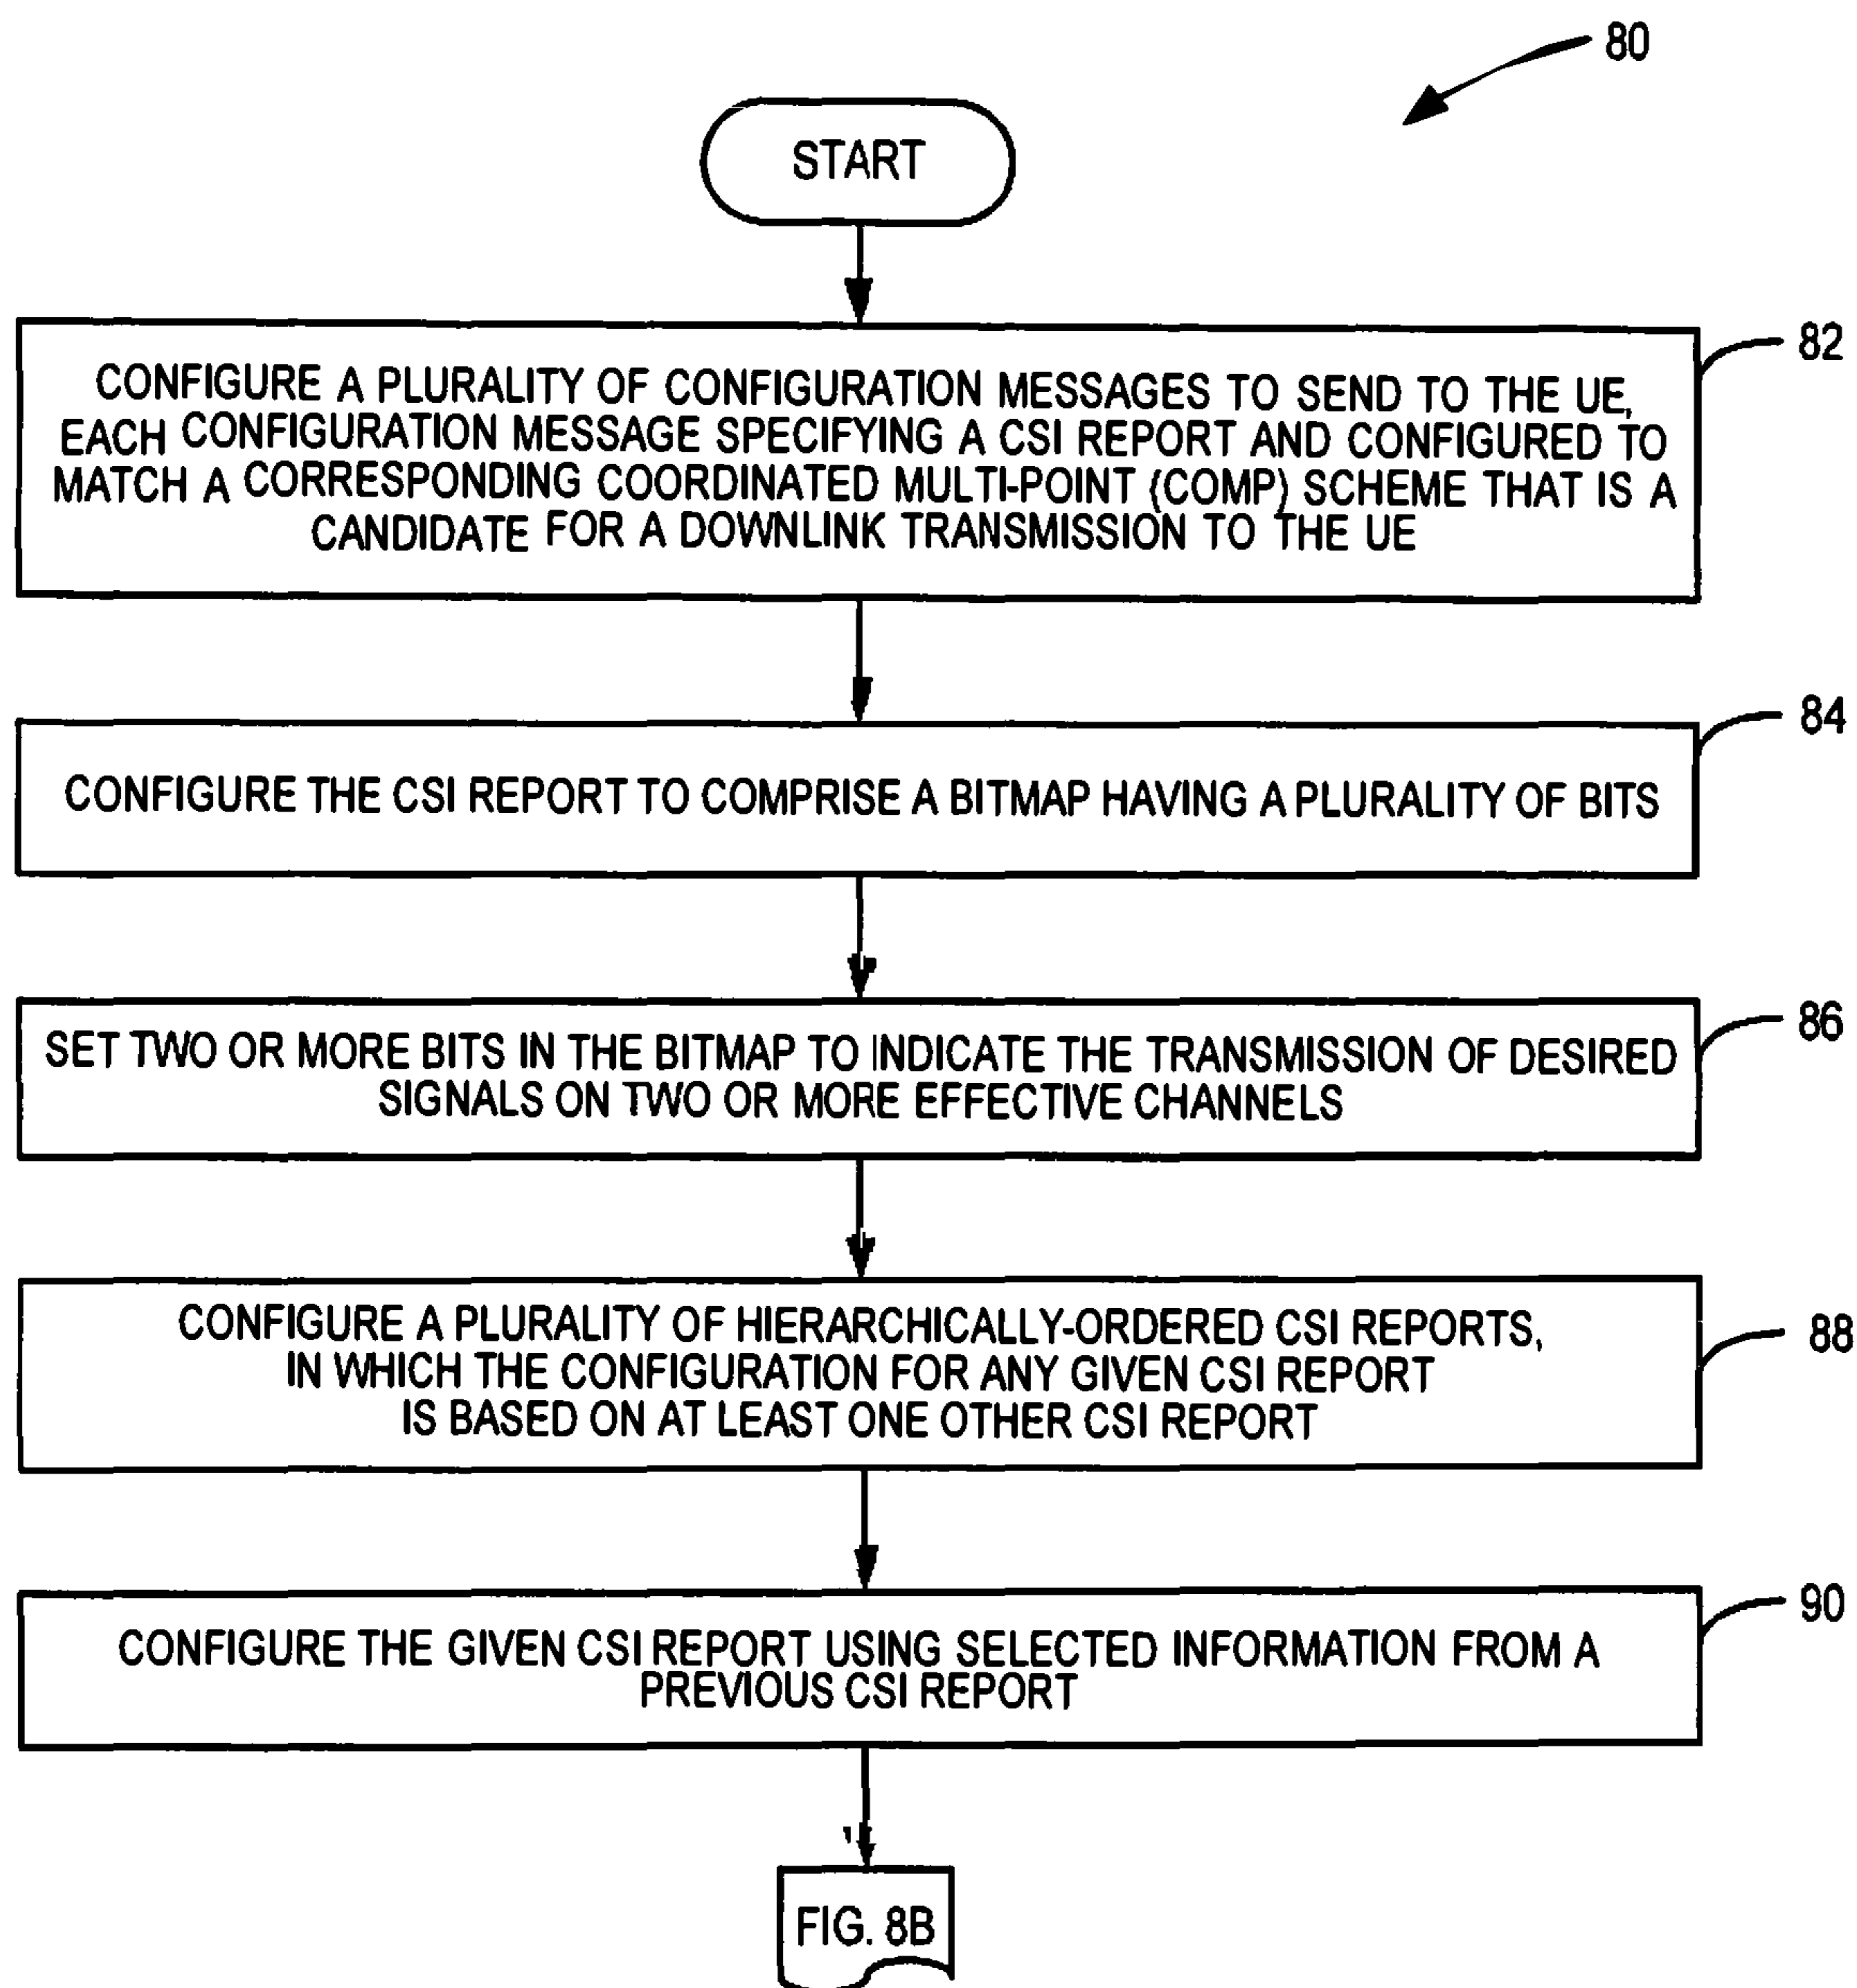 80
START
82
CONFIGURE A PLURALITY OF CONFIGURATION MESSAGES TO SEND TO THE UE,
EACH CONFIGURATION MESSAGE SPECIFYING A CSI REPORT AND CONFIGURED TO
MATCH A CORRESPONDING COORDINATED MULTI-POINT (COMP) SCHEME THAT IS A
CANDIDATE FOR A DOWNLINK TRANSMISSION TO THE UE
84
CONFIGURE THE CSI REPORT TO COMPRISE A BITMAP HAVING A PLURALITY OF BITS
86
SET TWO OR MORE BITS IN THE BITMAP TO INDICATE THE TRANSMISSION OF DESIRED
SIGNALS ON TWO OR MORE EFFECTIVE CHANNELS
88
CONFIGURE A PLURALITY OF HIERARCHICALLY-ORDERED CSI REPORTS,
IN WHICH THE CONFIGURATION FOR ANY GIVEN CSI REPORT
IS BASED ON AT LEAST ONE OTHER CSI REPORT
90
CONFIGURE THE GIVEN CSI REPORT USING SELECTED INFORMATION FROM A
PREVIOUS CSI REPORT
FIG. 8B